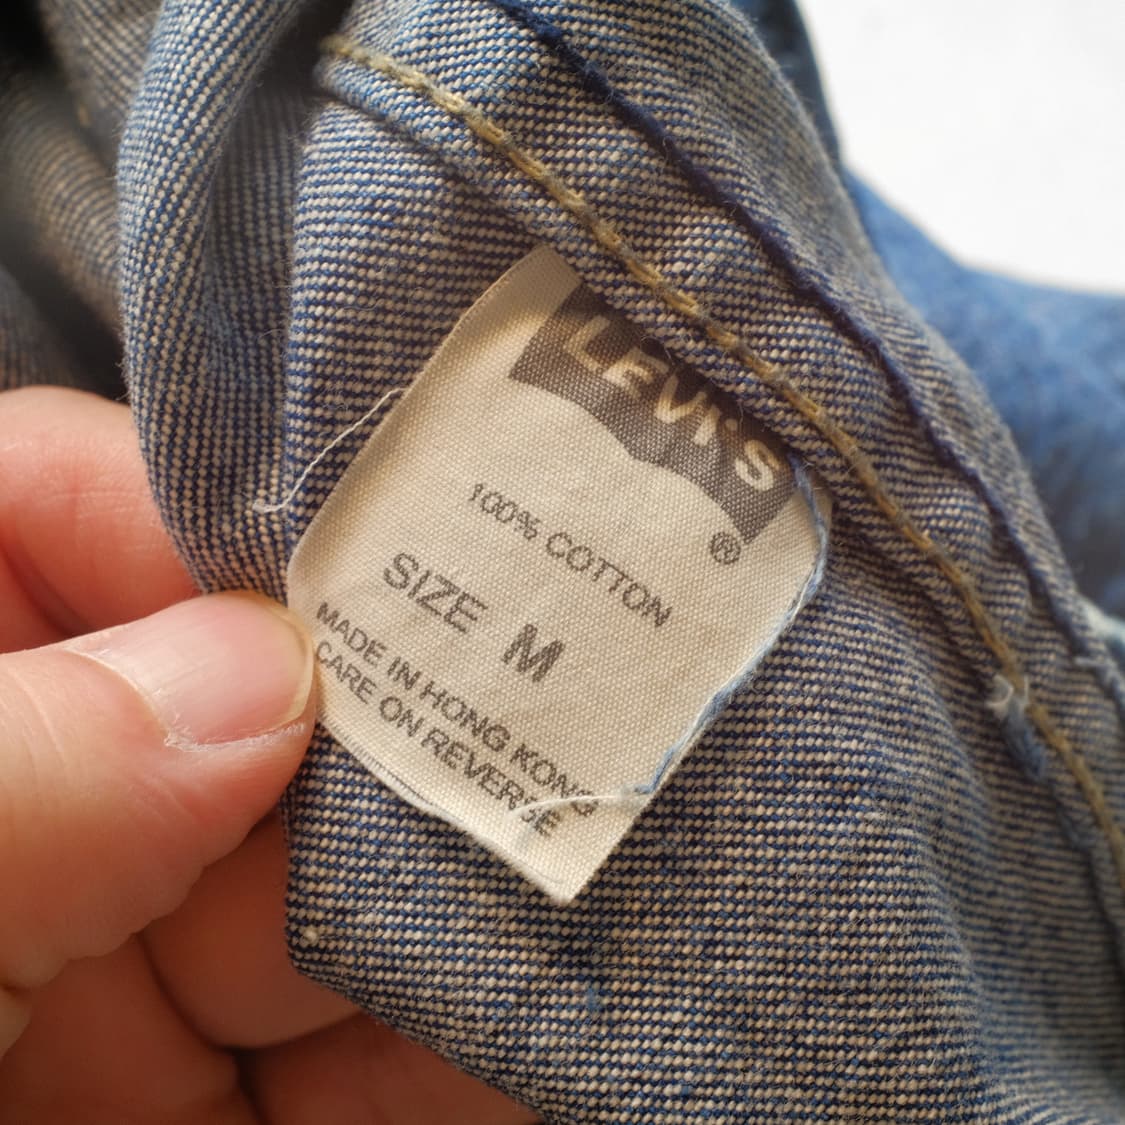 LEVI'S
®
100% COTTON
SIZE M
MADE IN HONG KONG
CARE ON REVERSE